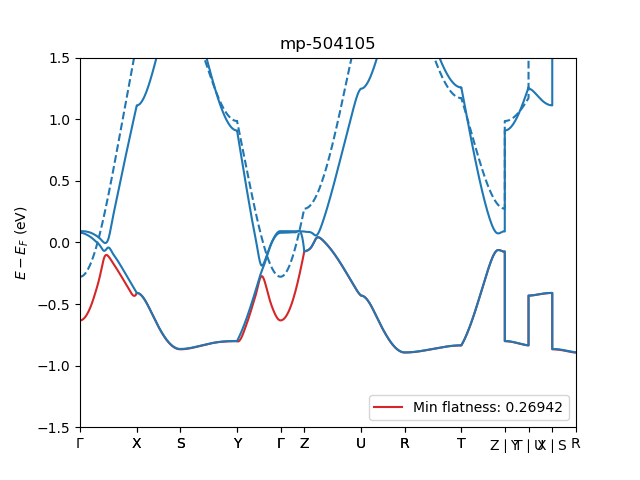 mp-504105
1.5
1.0
0.5
0.0
−0.5
−1.0
−1.5
E − E_F (eV)
Min flatness: 0.26942
Γ X S Y Γ Z U R T Z | Y T | U X | S R